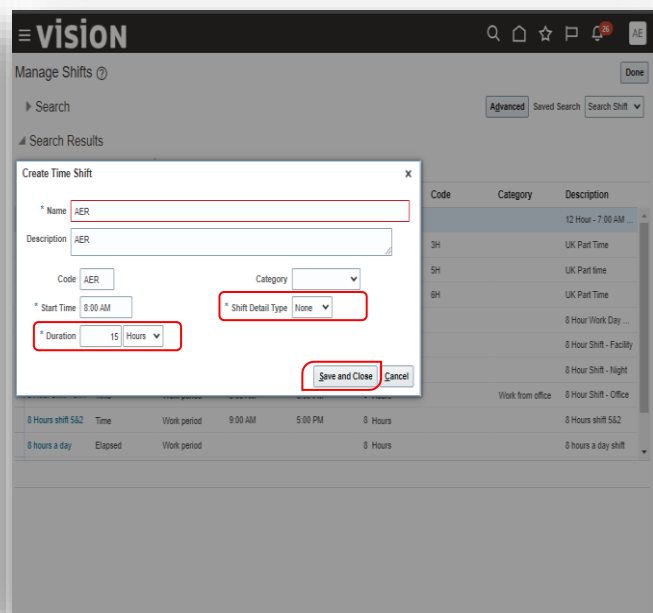 vision
26
AE
Manage Shifts
Done
Search
Advanced Saved Search Search Shift
Search Results
Create Time Shift x
Code Category Description
* Name AER
12 Hour - 7:00 AM ...
Description AER
3H UK Part Time
5H UK Part time
Code AER Category
6H UK Part Time
* Start Time 8:00 AM * Shift Detail Type None
8 Hour Work Day ...
* Duration 15 Hours
8 Hour Shift - Facility
8 Hour Shift - Night
Save and Close Cancel
Work from office 8 Hour Shift - Office
8 Hours shift 5&2 Time Work period 9:00 AM 5:00 PM 8 Hours 8 Hours shift 5&2
8 hours a day Elapsed Work period 8 Hours 8 hours a day shift